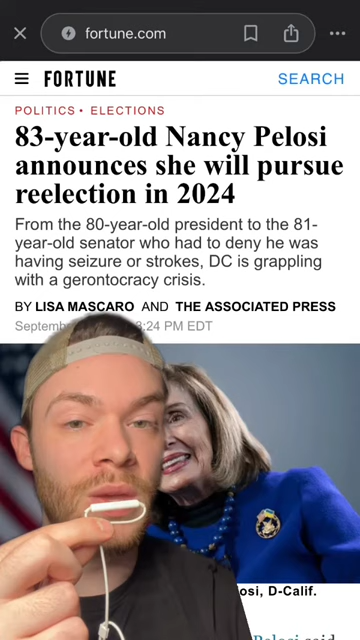 fortune.com
FORTUNE
SEARCH
POLITICS • ELECTIONS
83-year-old Nancy Pelosi
announces she will pursue
reelection in 2024
From the 80-year-old president to the 81-
year-old senator who had to deny he was
having seizure or strokes, DC is grappling
with a gerontocracy crisis.
BY LISA MASCARO AND THE ASSOCIATED PRESS
3:24 PM EDT
osi, D-Calif.
said